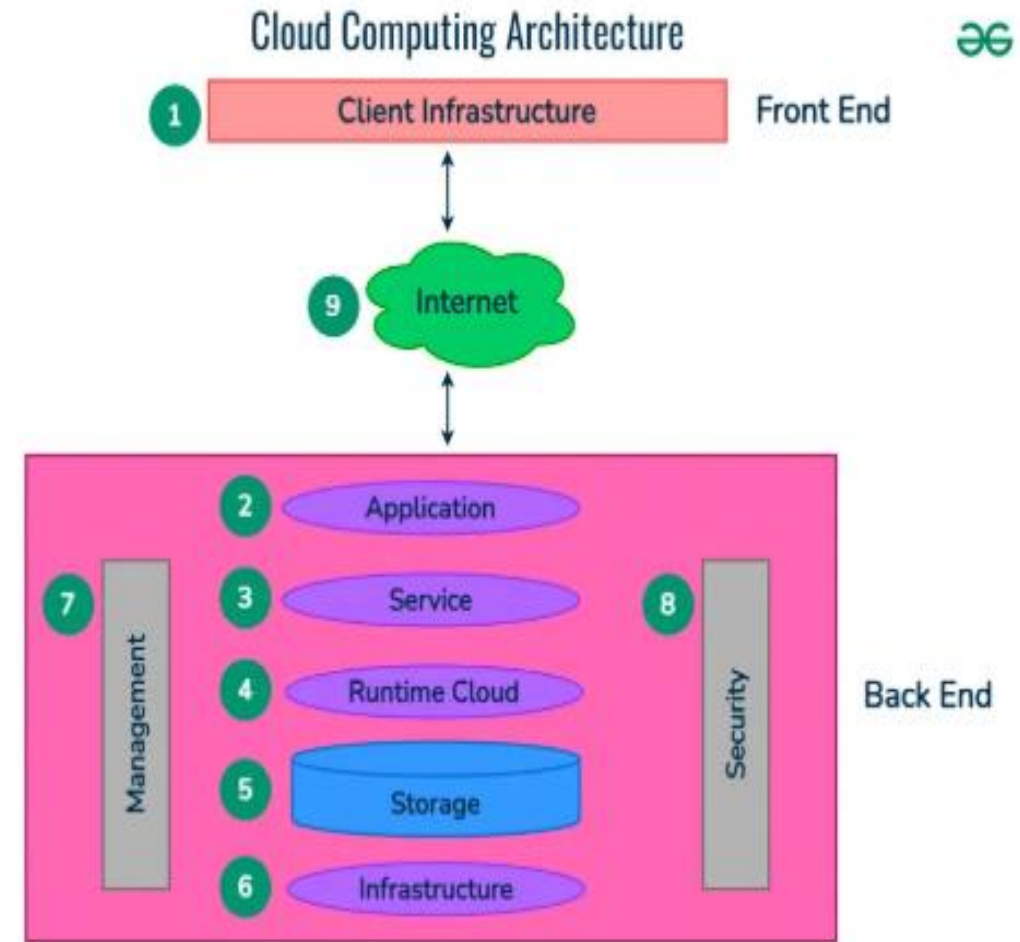 Cloud Computing Architecture
1
Client Infrastructure
Front End
9
Internet
2
Application
7
3
Service
8
4
Runtime Cloud
Back End
Management
Security
5
Storage
6
Infrastructure